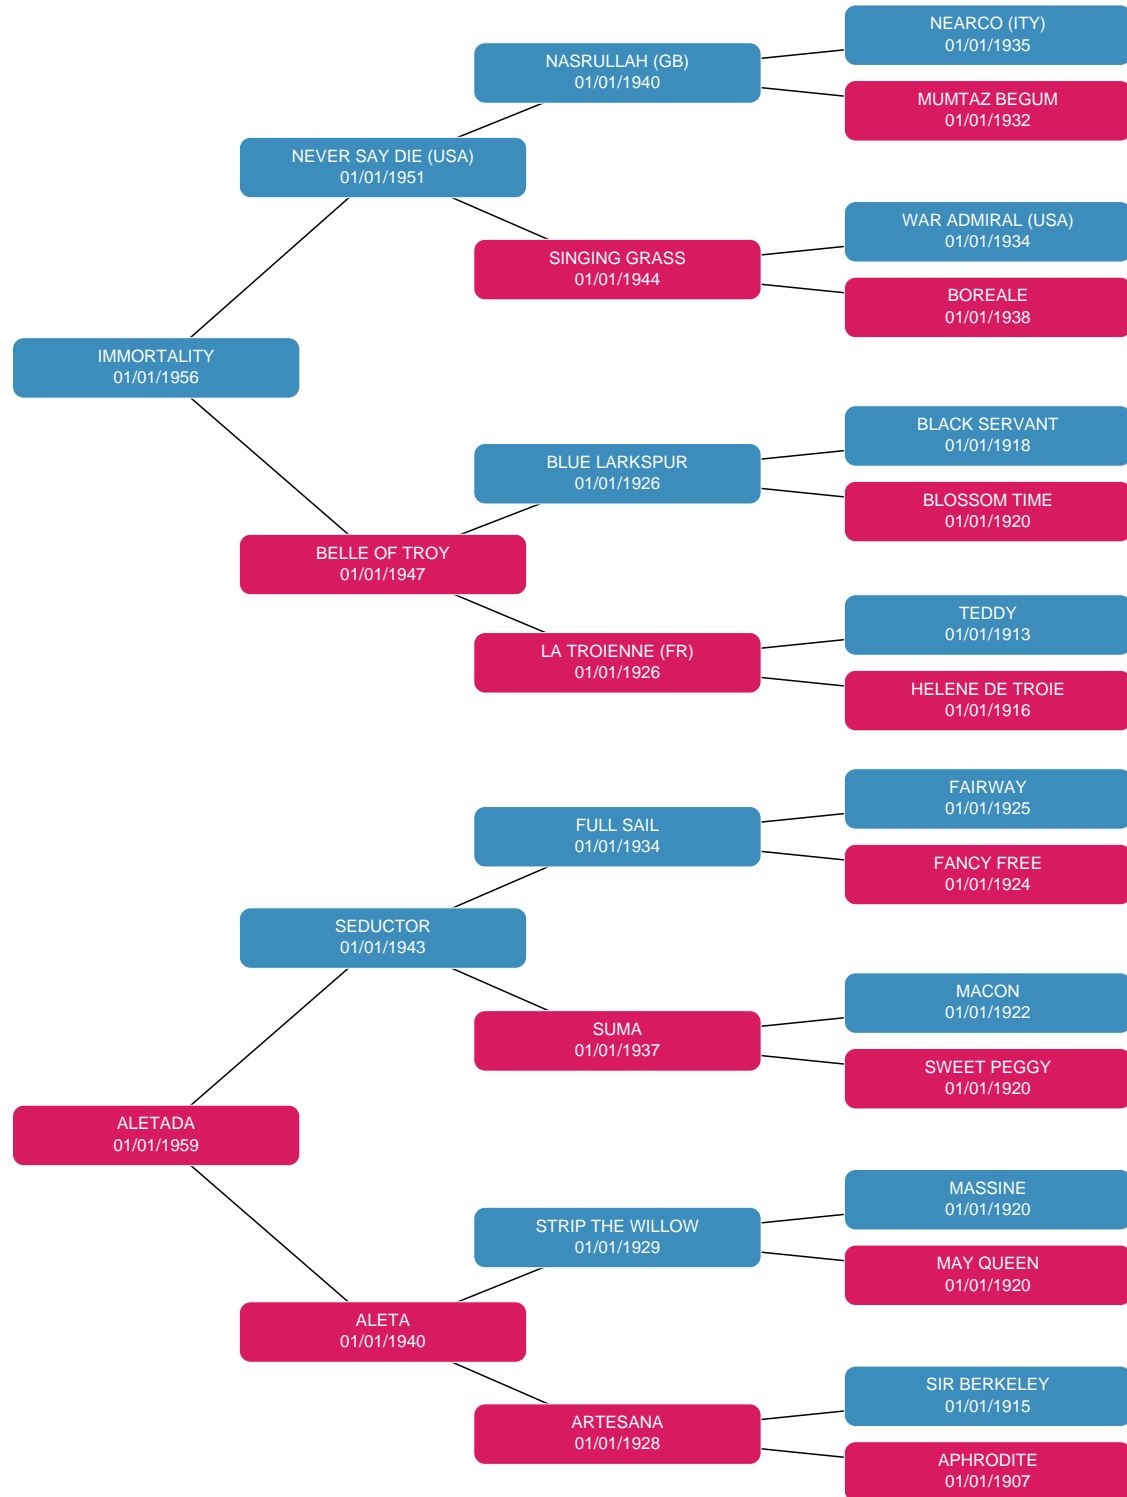 NEARCO (ITY)
01/01/1935
NASRULLAH (GB)
01/01/1940
MUMTAZ BEGUM
01/01/1932
NEVER SAY DIE (USA)
01/01/1951
WAR ADMIRAL (USA)
01/01/1934
SINGING GRASS
01/01/1944
BOREALE
01/01/1938
IMMORTALITY
01/01/1956
BLACK SERVANT
01/01/1918
BLUE LARKSPUR
01/01/1926
BLOSSOM TIME
01/01/1920
BELLE OF TROY
01/01/1947
TEDDY
01/01/1913
LA TROIENNE (FR)
01/01/1926
HELENE DE TROIE
01/01/1916
FAIRWAY
01/01/1925
FULL SAIL
01/01/1934
FANCY FREE
01/01/1924
SEDUCTOR
01/01/1943
MACON
01/01/1922
SUMA
01/01/1937
SWEET PEGGY
01/01/1920
ALETADA
01/01/1959
MASSINE
01/01/1920
STRIP THE WILLOW
01/01/1929
MAY QUEEN
01/01/1920
ALETA
01/01/1940
SIR BERKELEY
01/01/1915
ARTESANA
01/01/1928
APHRODITE
01/01/1907